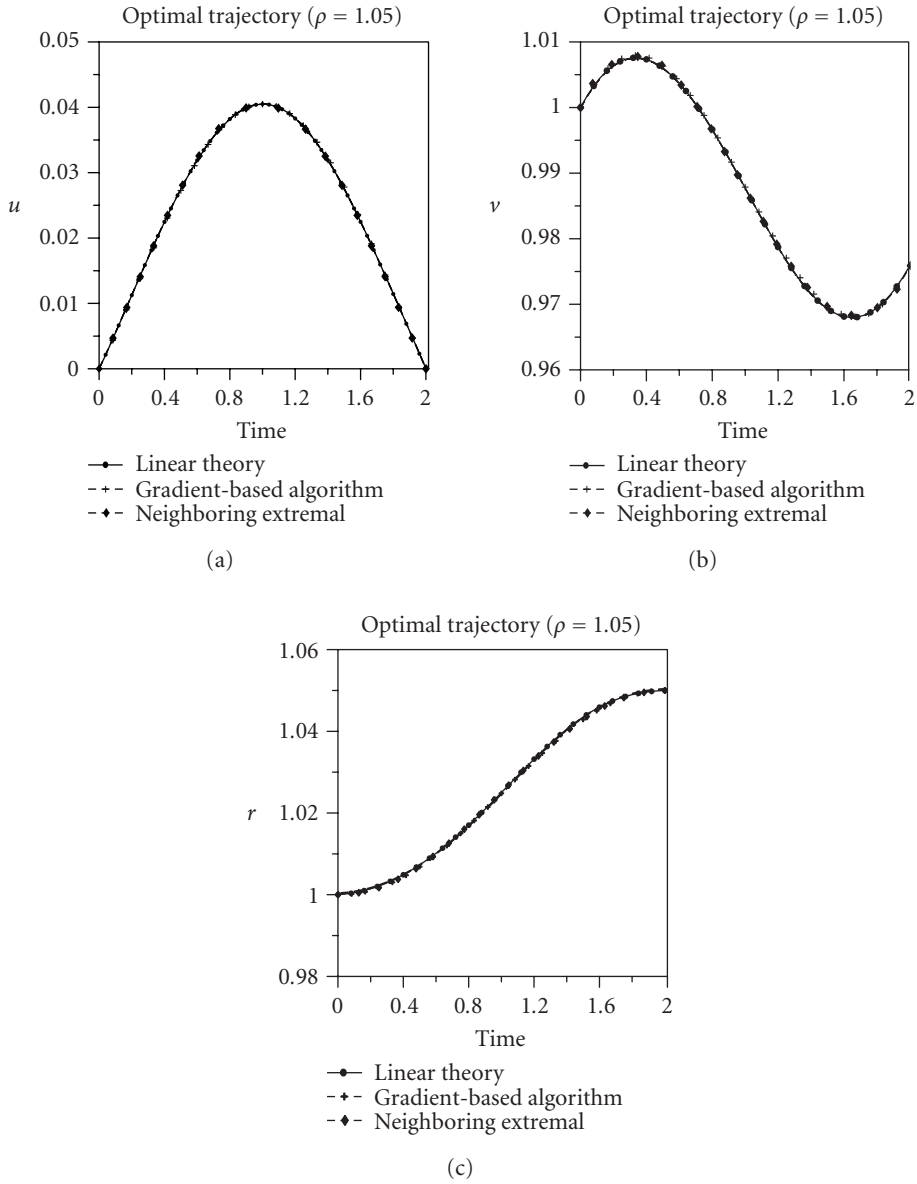 Optimal trajectory (ρ = 1.05)
0.05
0.04
0.03
u
0.02
0.01
0
0 0.4 0.8 1.2 1.6 2
Time
Linear theory
Gradient-based algorithm
Neighboring extremal
(a)
Optimal trajectory (ρ = 1.05)
1.01
1
0.99
v
0.98
0.97
0.96
0 0.4 0.8 1.2 1.6 2
Time
Linear theory
Gradient-based algorithm
Neighboring extremal
(b)
Optimal trajectory (ρ = 1.05)
1.06
1.04
r 1.02
1
0.98
0 0.4 0.8 1.2 1.6 2
Time
Linear theory
Gradient-based algorithm
Neighboring extremal
(c)